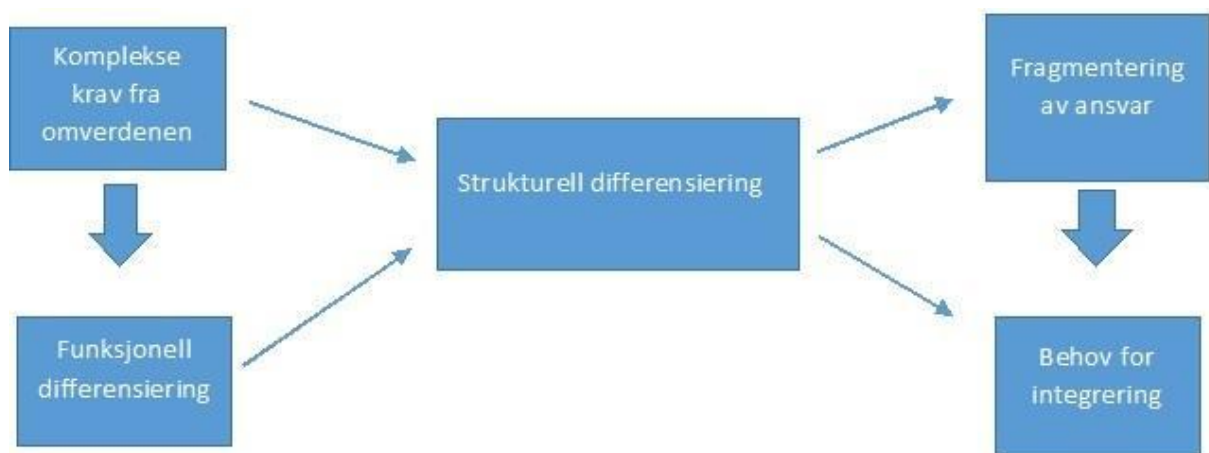 Komplekse
krav fra
omverdenen
Funksjonell
differensiering
Strukturell differensiering
Fragmentering
av ansvar
Behov for
integrering